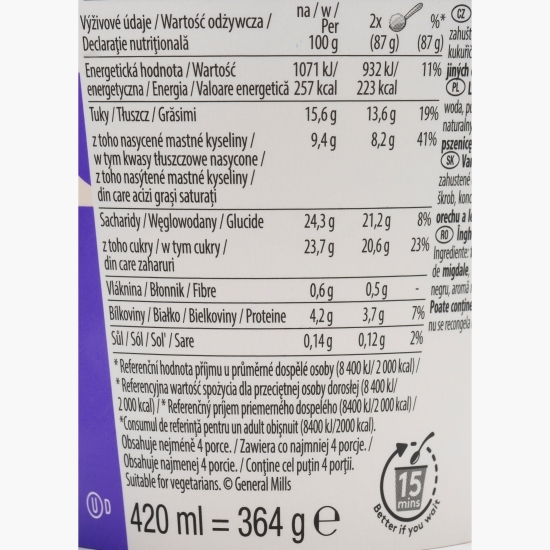 Výživové údaje / Wartość odżywcza /
Declarație nutrițională
na / w /
Per
100 g
2x
(87 g)
%*
(87 g)
Energetická hodnota / Wartość
energetyczna / Energia / Valoare energetică
1071 kJ/
257 kcal
932 kJ/
223 kcal
11%
Tuky / Tłuszcz / Grăsimi 15,6 g 13,6 g 19%
z toho nasycené mastné kyseliny /
w tym kwasy tłuszczowe nasycone /
z toho nasýtené mastné kyseliny /
din care acizi grași saturați
9,4 g 8,2 g 41%
Sacharidy / Węglowodany / Glucide 24,3 g 21,2 g 8%
z toho cukry / w tym cukry /
din care zaharuri
23,7 g 20,6 g 23%
Vláknina / Błonnik / Fibre 0,6 g 0,5 g -
Bílkoviny / Białko / Bielkoviny / Proteine 4,2 g 3,7 g 7%
Sůl / Sól / Soľ / Sare 0,14 g 0,12 g 2%
* Referenční hodnota příjmu u průměrné dospělé osoby (8 400 kJ/ 2 000 kcal) /
* Referencyjna wartość spożycia dla przeciętnej osoby dorosłej (8 400 kJ/
2 000 kcal) / * Referenčný príjem priemerného dospelého (8400 kJ/2 000 kcal) /
*Consumul de referință pentru un adult obișnuit (8400 kJ/2000 kcal).
Obsahuje nejméně 4 porce. / Zawiera co najmniej 4 porcje. /
Obsahuje najmenej 4 porcie. / Conține cel puțin 4 porții.
Suitable for vegetarians. © General Mills
U D
420 ml = 364 g e
15
mins
Better if you wait
CZ
zahušt
kukuřič
jiných
PL
woda, p
naturalny
pszenice
SK Va
zahustené
škrob, konc
orechu a
RO Ingh
Ingrediente:
de migdale,
negru, aromă
Poate conține
nu se recongela